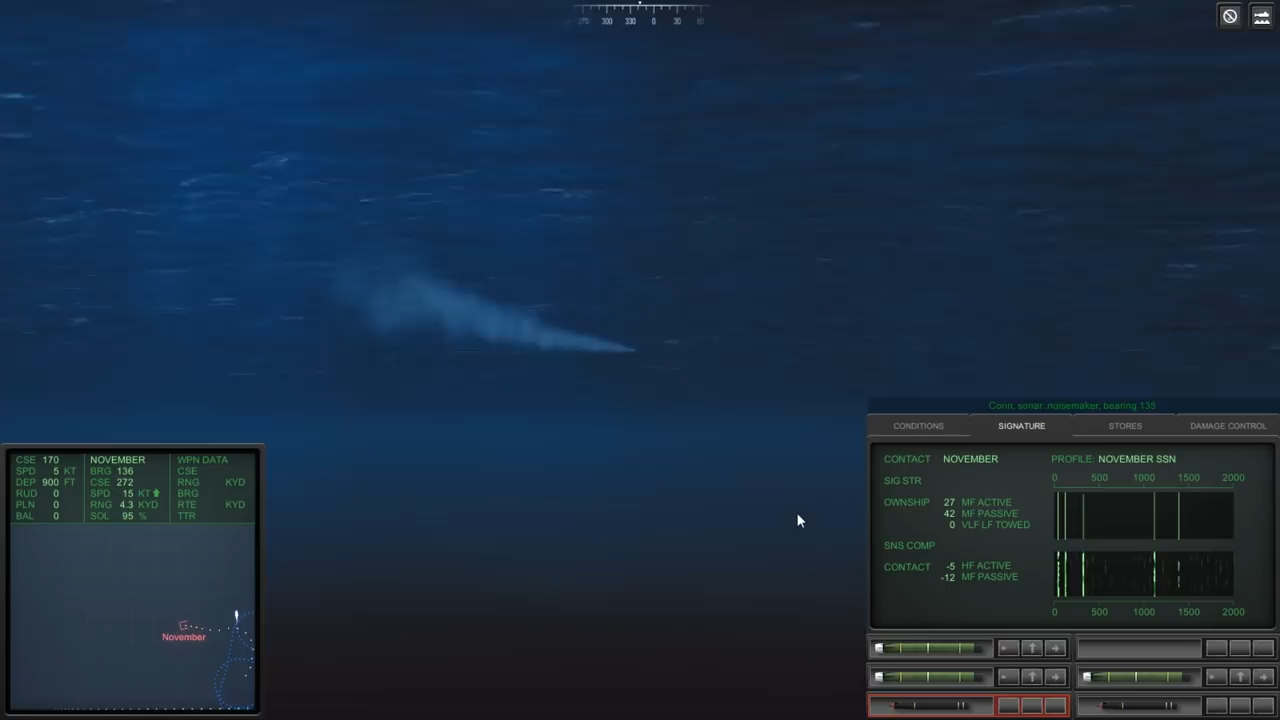 270 300 330 0 30 60
Conn, sonar..noisemaker, bearing 135
CONDITIONS SIGNATURE STORES DAMAGE CONTROL
CSE 170 NOVEMBER WPN DATA
SPD 5 KT BRG 136 CSE
DEP 900 FT CSE 272 RNG KYD
RUD 0 SPD 15 KT BRG
PLN 0 RNG 4.3 KYD RTE KYD
BAL 0 SOL 95 % TTR
November
CONTACT NOVEMBER PROFILE: NOVEMBER SSN
SIG STR 0 500 1000 1500 2000
OWNSHIP 27 MF ACTIVE
42 MF PASSIVE
0 VLF LF TOWED
SNS COMP
CONTACT -5 HF ACTIVE
-12 MF PASSIVE
0 500 1000 1500 2000